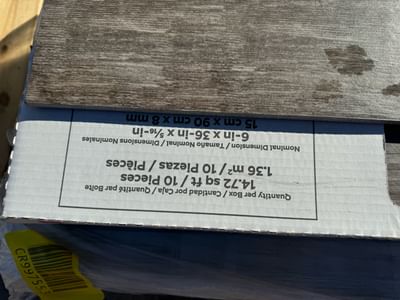 Quantity per Box / Cantidad por Caja / Quantité par Boîte
14.72 sq ft / 10 Pieces
1.36 m² / 10 Piezas / Pièces
Nominal Dimension / Tamaño Nominal / Dimensions Nominales
6-in x 36-in x 5/16-in
15 cm x 90 cm x 8 mm